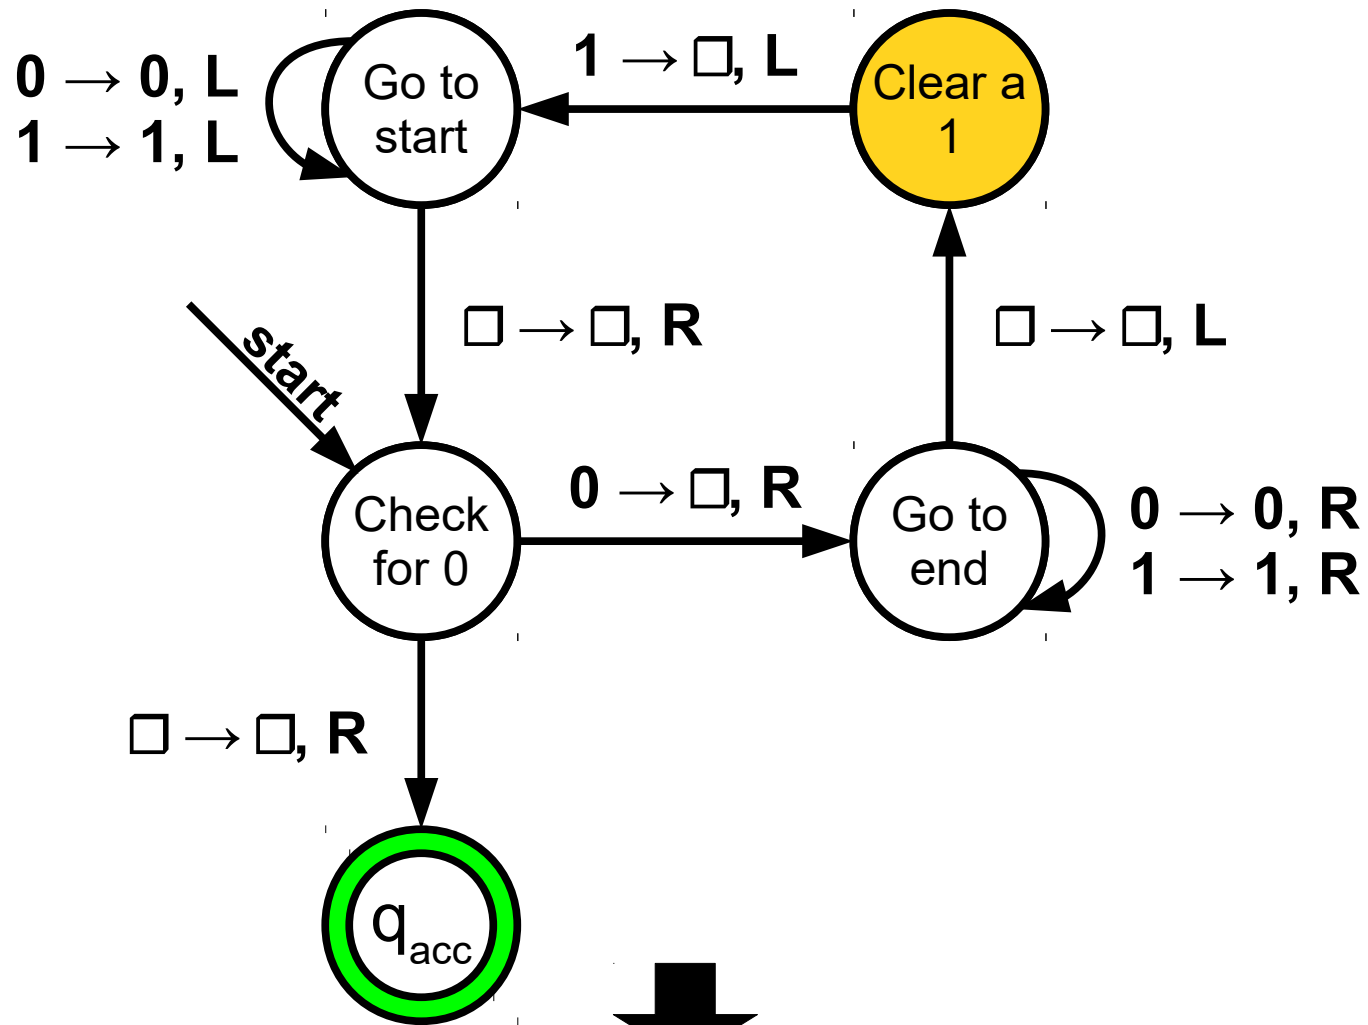 0 → 0, L
1 → 1, L
Go to
start
1 → □, L
Clear a
1
□ → □, R
□ → □, L
start
Check
for 0
0 → □, R
Go to
end
0 → 0, R
1 → 1, R
□ → □, R
qacc